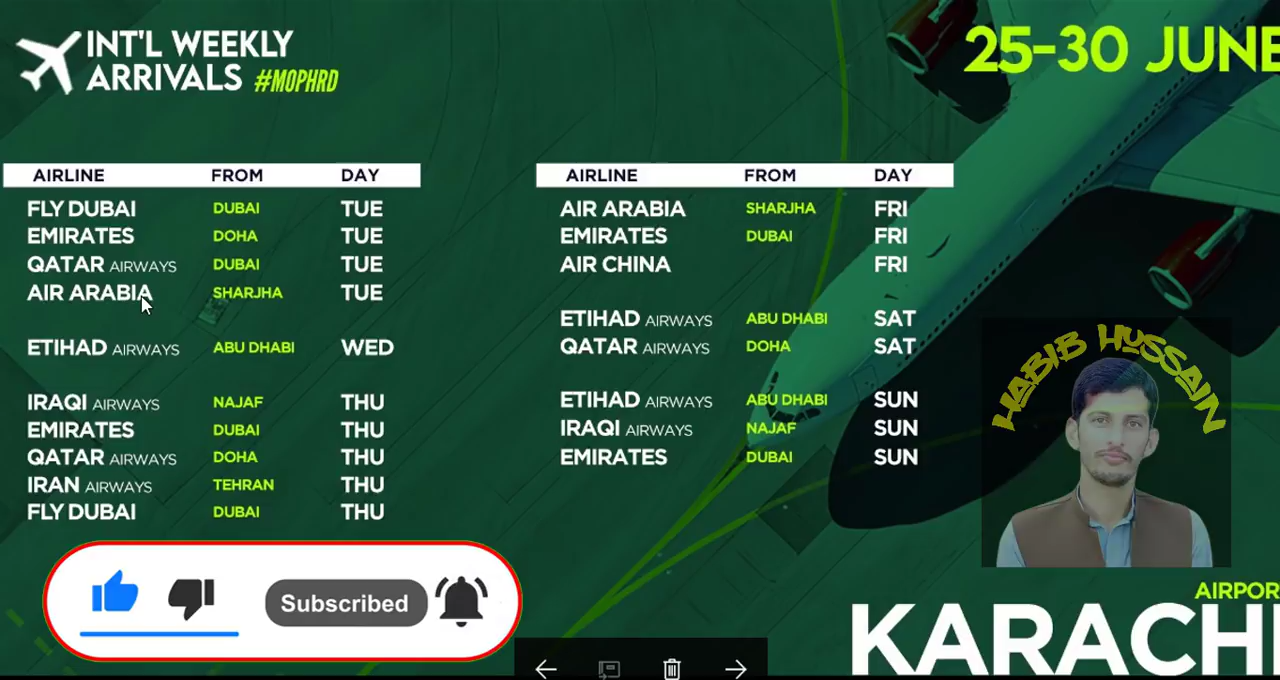 INT'L WEEKLY
ARRIVALS #MOPHRD
25-30 JUNE
AIRLINE FROM DAY
FLY DUBAI DUBAI TUE
EMIRATES DOHA TUE
QATAR AIRWAYS DUBAI TUE
AIR ARABIA SHARJHA TUE
ETIHAD AIRWAYS ABU DHABI WED
IRAQI AIRWAYS NAJAF THU
EMIRATES DUBAI THU
QATAR AIRWAYS DOHA THU
IRAN AIRWAYS TEHRAN THU
FLY DUBAI DUBAI THU
AIRLINE FROM DAY
AIR ARABIA SHARJHA FRI
EMIRATES DUBAI FRI
AIR CHINA FRI
ETIHAD AIRWAYS ABU DHABI SAT
QATAR AIRWAYS DOHA SAT
ETIHAD AIRWAYS ABU DHABI SUN
IRAQI AIRWAYS NAJAF SUN
EMIRATES DUBAI SUN
HABIB HUSSAIN
Subscribed
AIRPOR
KARACHI